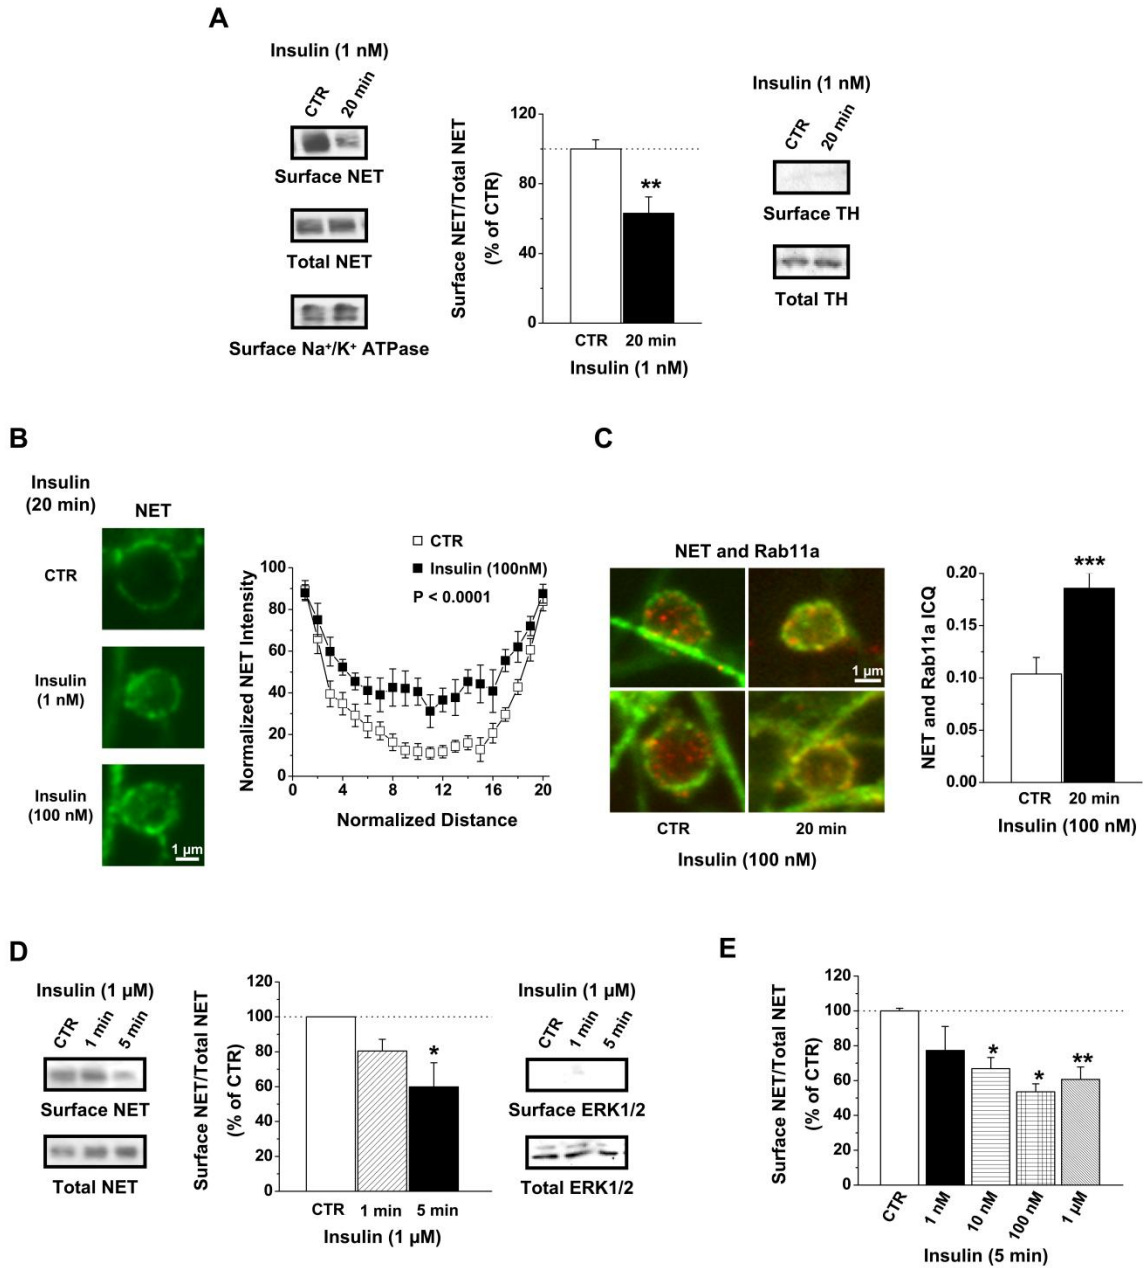 A
Insulin (1 nM)
CTR
20 min
Surface NET
Total NET
Surface Na⁺/K⁺ ATPase
Surface NET/Total NET
(% of CTR)
120
80
40
0
**
CTR 20 min
Insulin (1 nM)
Insulin (1 nM)
CTR
20 min
Surface TH
Total TH
B
Insulin
(20 min)
NET
CTR
Insulin
(1 nM)
Insulin
(100 nM)
1 µm
Normalized NET Intensity
100
80
60
40
20
0
CTR
Insulin (100nM)
P < 0.0001
0 4 8 12 16 20
Normalized Distance
C
NET and Rab11a
1 µm
CTR 20 min
Insulin (100 nM)
NET and Rab11a ICQ
0.20
0.15
0.10
0.05
0.00
***
CTR 20 min
Insulin (100 nM)
D
Insulin (1 µM)
CTR
1 min
5 min
Surface NET
Total NET
Surface NET/Total NET
(% of CTR)
120
100
80
60
40
20
0
*
CTR 1 min 5 min
Insulin (1 µM)
Insulin (1 µM)
CTR
1 min
5 min
Surface ERK1/2
Total ERK1/2
E
Surface NET/Total NET
(% of CTR)
120
100
80
60
40
20
0
*
*
**
CTR
1 nM
10 nM
100 nM
1 µM
Insulin (5 min)